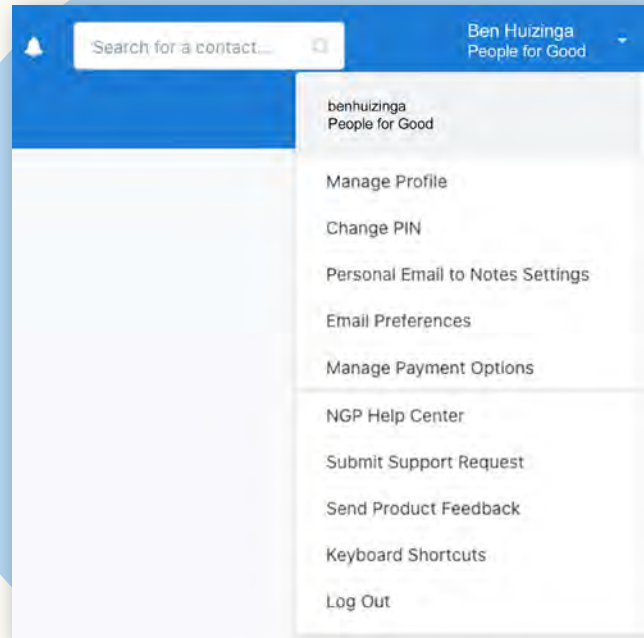 Search for a contact...
Ben Huizinga
People for Good
benhuizinga
People for Good
Manage Profile
Change PIN
Personal Email to Notes Settings
Email Preferences
Manage Payment Options
NGP Help Center
Submit Support Request
Send Product Feedback
Keyboard Shortcuts
Log Out